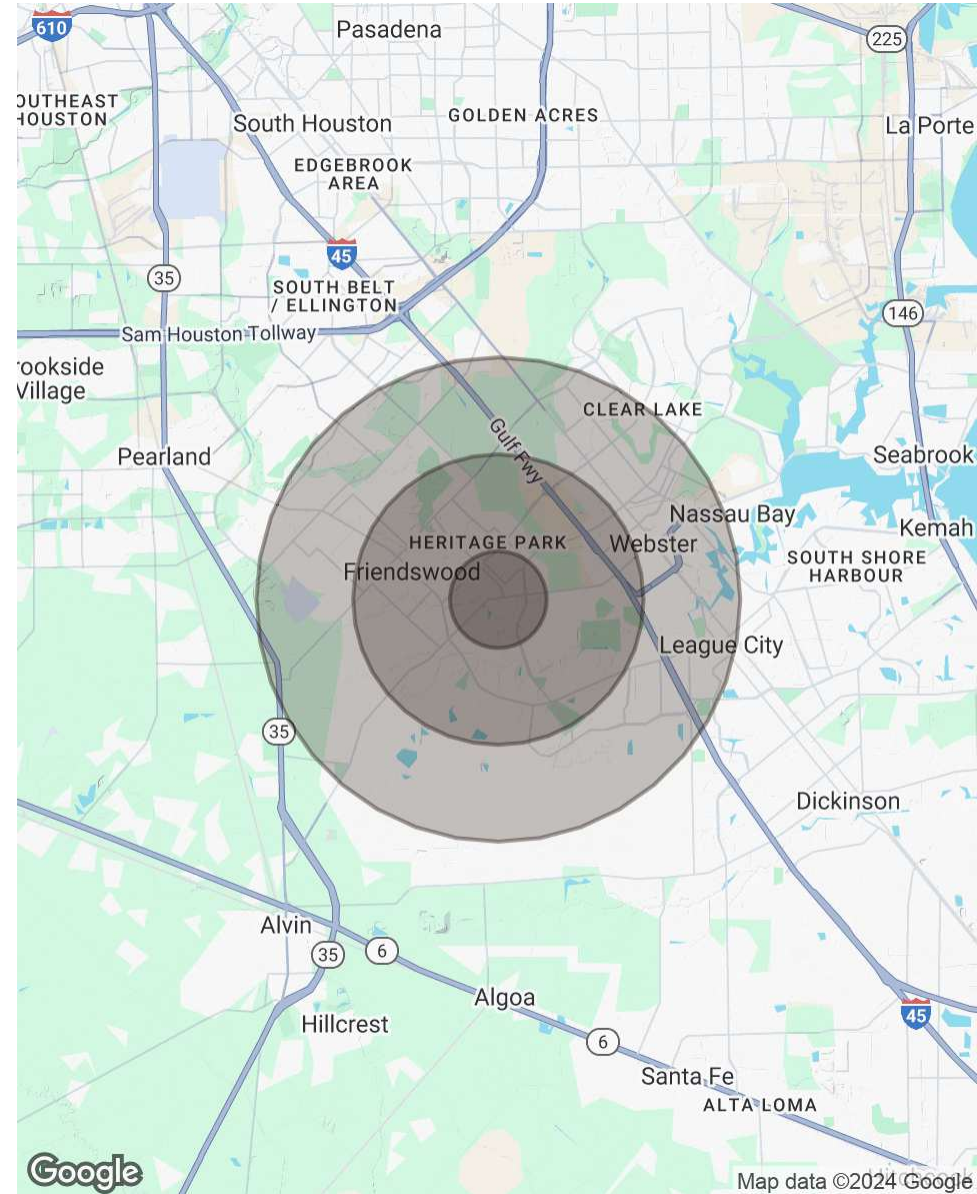 610
Pasadena
225
OUTHEAST
HOUSTON
South Houston
GOLDEN ACRES
La Porte
EDGEBROOK
AREA
45
35
SOUTH BELT
/ ELLINGTON
146
Sam Houston Tollway
rookside
Village
CLEAR LAKE
Gulf Fwy
Pearland
Seabrook
Nassau Bay
Kemah
HERITAGE PARK
Webster
SOUTH SHORE
HARBOUR
Friendswood
League City
35
Dickinson
Alvin
35
6
Algoa
45
Hillcrest
6
Santa Fe
ALTA LOMA
Google
Map data ©2024 Google